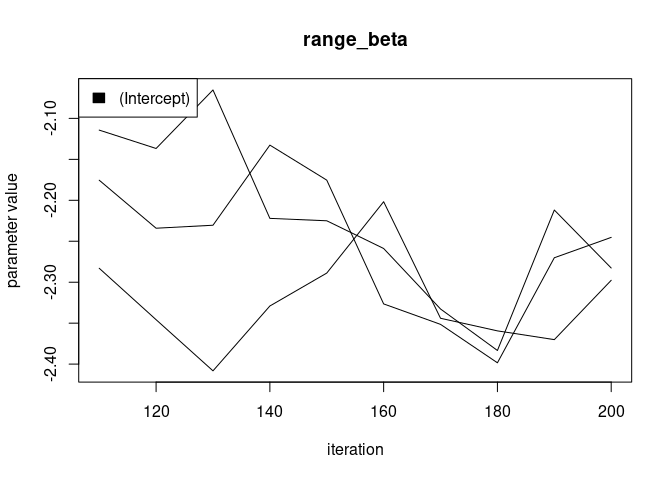 range_beta
(Intercept)
parameter value
-2.10
-2.20
-2.30
-2.40
120 140 160 180 200
iteration